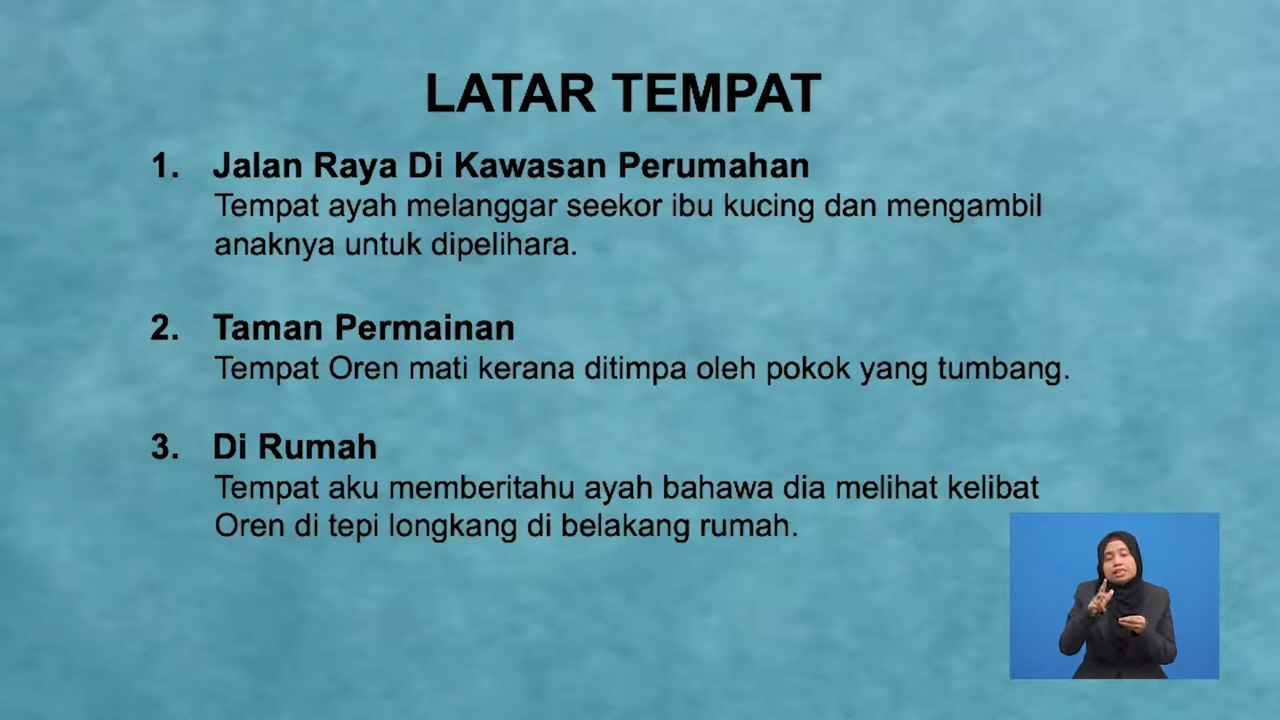 LATAR TEMPAT
1. Jalan Raya Di Kawasan Perumahan
Tempat ayah melanggar seekor ibu kucing dan mengambil
anaknya untuk dipelihara.
2. Taman Permainan
Tempat Oren mati kerana ditimpa oleh pokok yang tumbang.
3. Di Rumah
Tempat aku memberitahu ayah bahawa dia melihat kelibat
Oren di tepi longkang di belakang rumah.